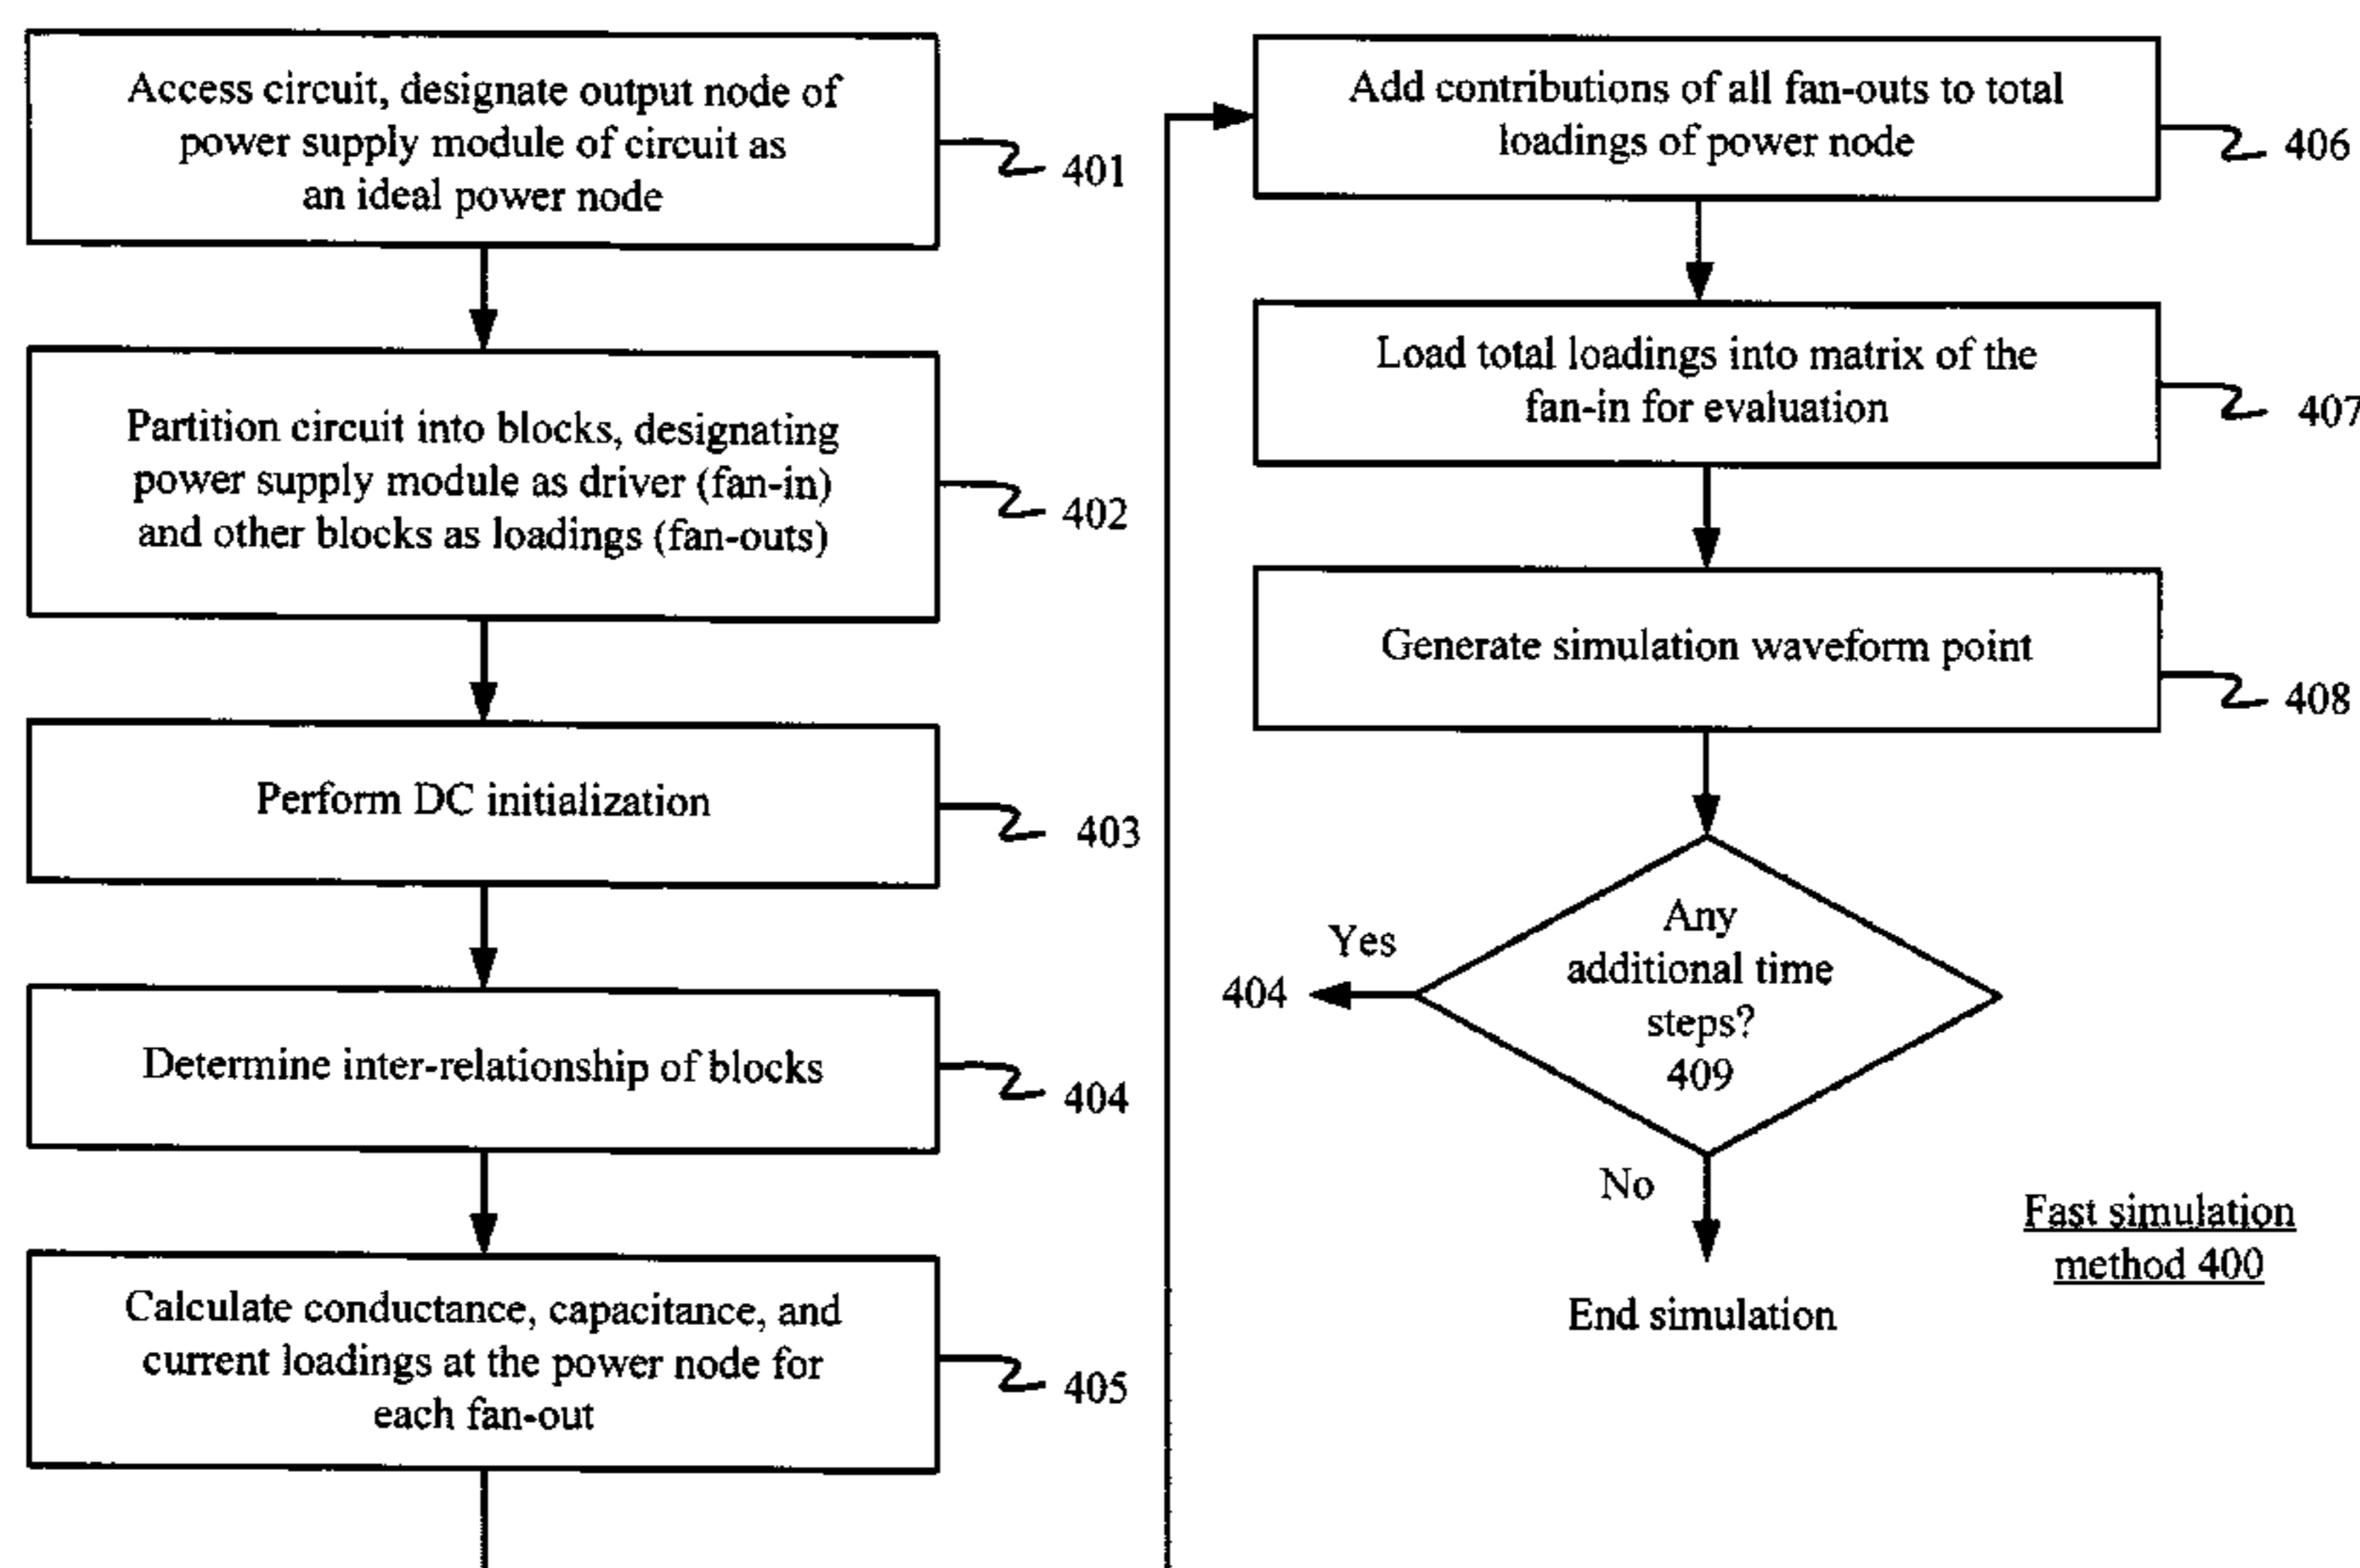 Access circuit, designate output node of
power supply module of circuit as
an ideal power node
401
Partition circuit into blocks, designating
power supply module as driver (fan-in)
and other blocks as loadings (fan-outs)
402
Perform DC initialization
403
Determine inter-relationship of blocks
404
Calculate conductance, capacitance, and
current loadings at the power node for
each fan-out
405
Add contributions of all fan-outs to total
loadings of power node
406
Load total loadings into matrix of the
fan-in for evaluation
407
Generate simulation waveform point
408
Any
additional time
steps?
409
Yes
404
No
End simulation
Fast simulation
method 400